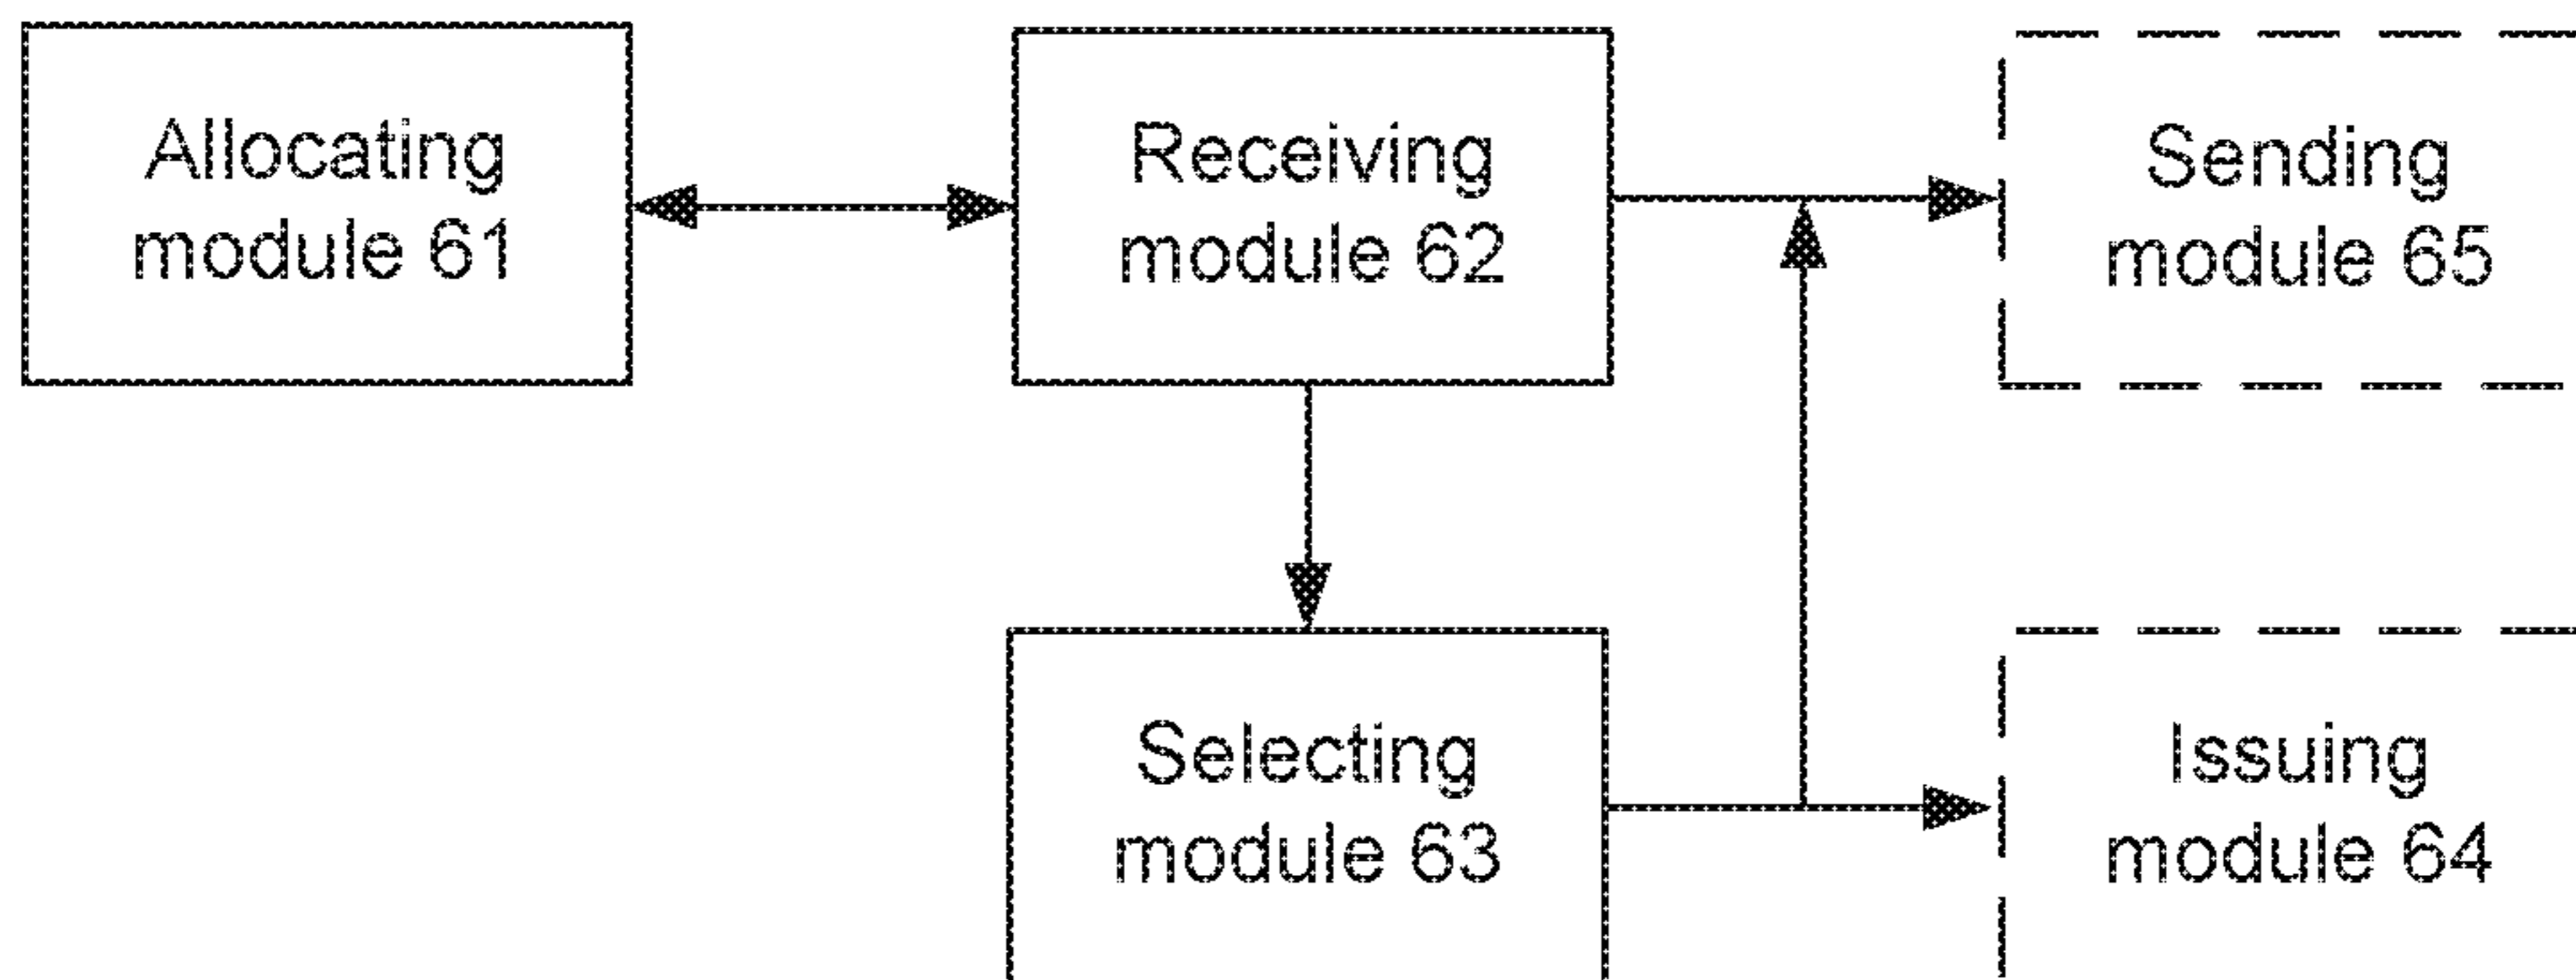 Allocating
module 61
Receiving
module 62
Sending
module 65
Selecting
module 63
Issuing
module 64